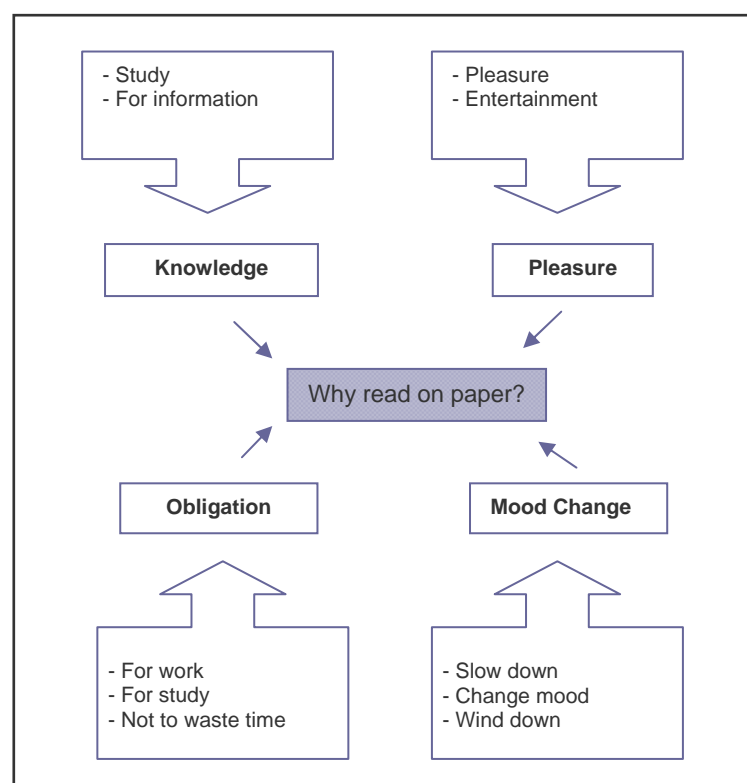 - Study
- For information
- Pleasure
- Entertainment
Knowledge
Pleasure
Why read on paper?
Obligation
Mood Change
- For work
- For study
- Not to waste time
- Slow down
- Change mood
- Wind down